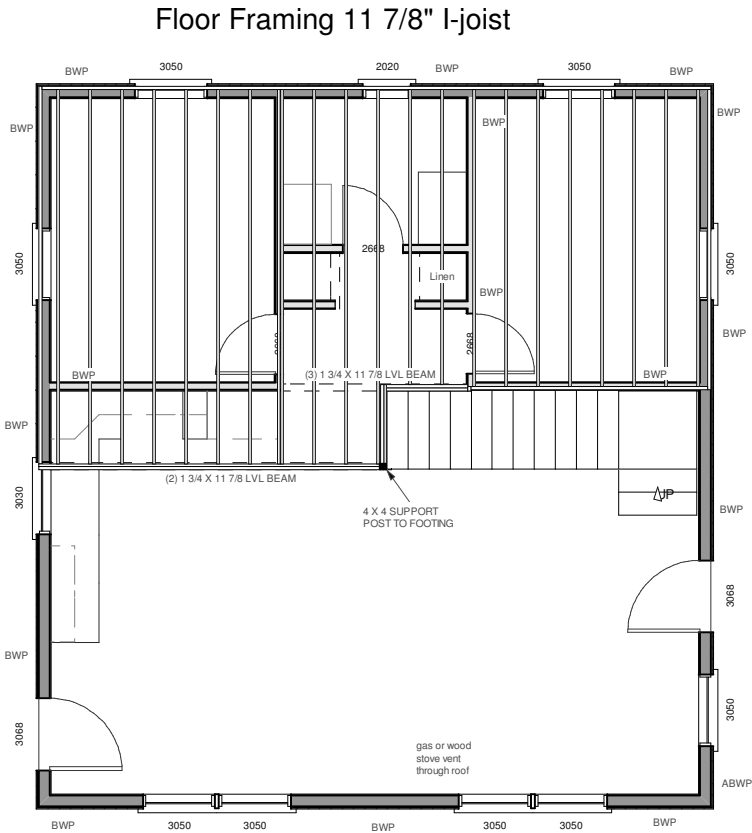 Floor Framing 11 7/8" I-joist
BWP
3050
2020
BWP
3050
BWP
BWP
BWP
BWP
3050
2668
Linen
BWP
3050
2668
BWP
BWP
(3) 1 3/4 X 11 7/8 LVL BEAM
BWP
BWP
(2) 1 3/4 X 11 7/8 LVL BEAM
3030
UP
BWP
4 X 4 SUPPORT
POST TO FOOTING
3068
BWP
3050
3068
gas or wood
stove vent
through roof
ABWP
BWP
3050
3050
BWP
3050
3050
BWP